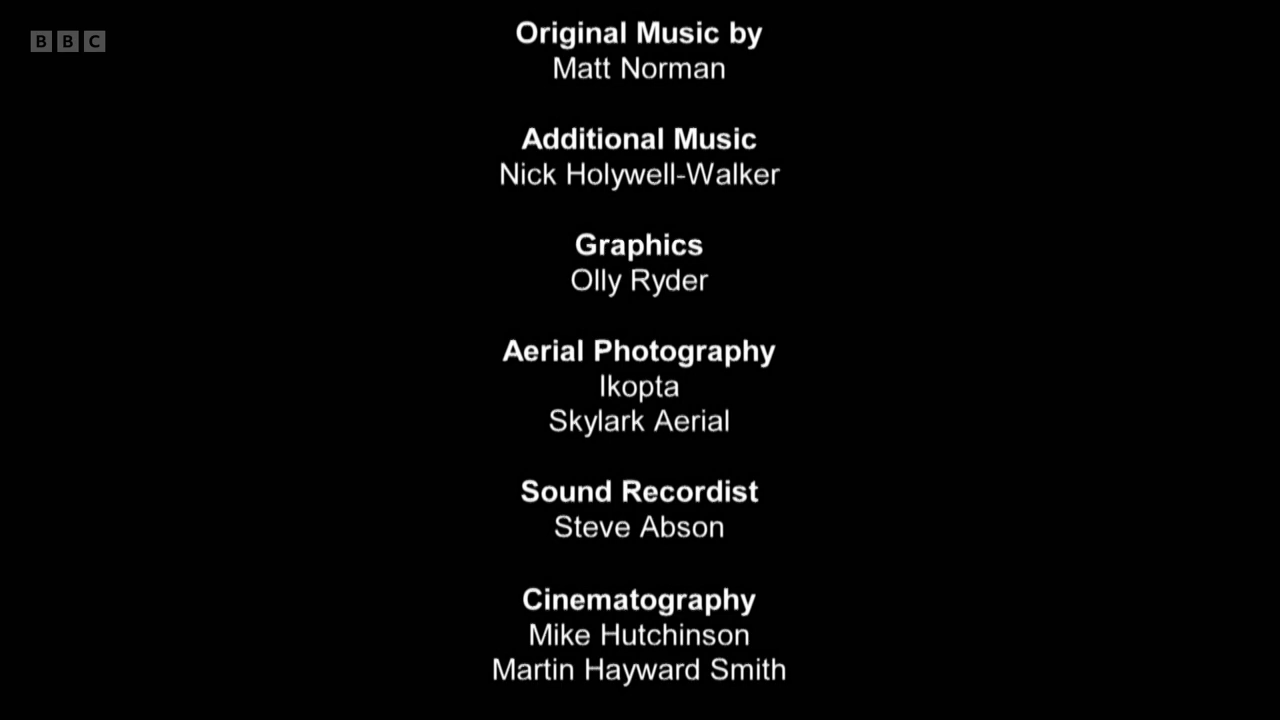 BBC
Original Music by
Matt Norman
Additional Music
Nick Holywell-Walker
Graphics
Olly Ryder
Aerial Photography
Ikopta
Skylark Aerial
Sound Recordist
Steve Abson
Cinematography
Mike Hutchinson
Martin Hayward Smith